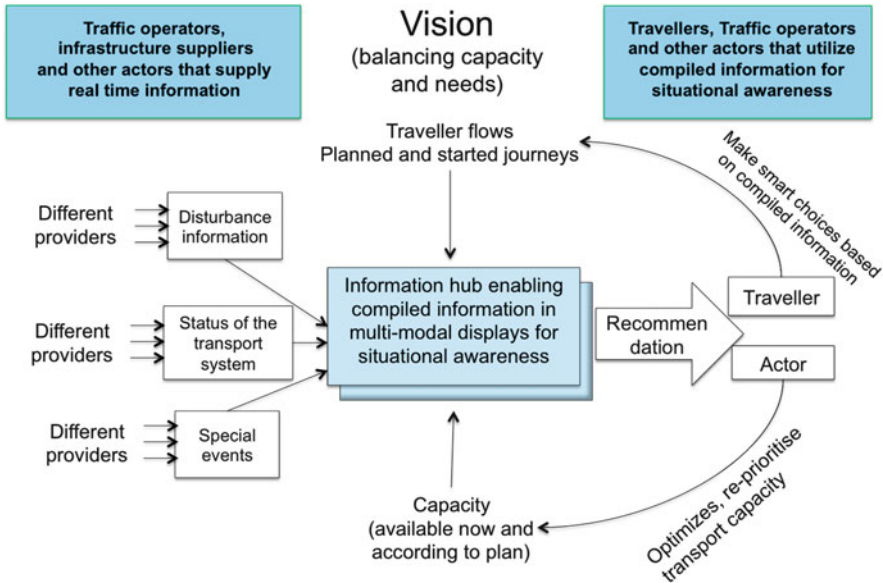 Traffic operators,
infrastructure suppliers
and other actors that supply
real time information
Vision
(balancing capacity
and needs)
Travellers, Traffic operators
and other actors that utilize
compiled information for
situational awareness
Traveller flows
Planned and started journeys
Make smart choices based
on compiled information
Different
providers
Disturbance
information
Different
providers
Status of the
transport
system
Different
providers
Special
events
Information hub enabling
compiled information in
multi-modal displays for
situational awareness
Recommen
dation
Traveller
Actor
Capacity
(available now and
according to plan)
Optimizes, re-prioritise
transport capacity